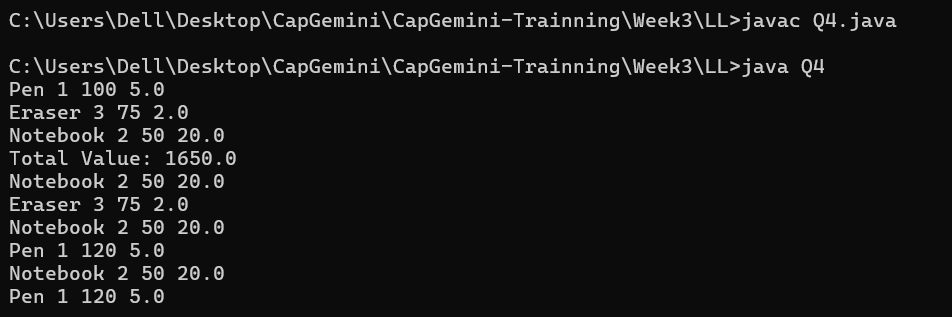 C:\Users\Dell\Desktop\CapGemini\CapGemini-Trainning\Week3\LL>javac Q4.java
C:\Users\Dell\Desktop\CapGemini\CapGemini-Trainning\Week3\LL>java Q4
Pen 1 100 5.0
Eraser 3 75 2.0
Notebook 2 50 20.0
Total Value: 1650.0
Notebook 2 50 20.0
Eraser 3 75 2.0
Notebook 2 50 20.0
Pen 1 120 5.0
Notebook 2 50 20.0
Pen 1 120 5.0